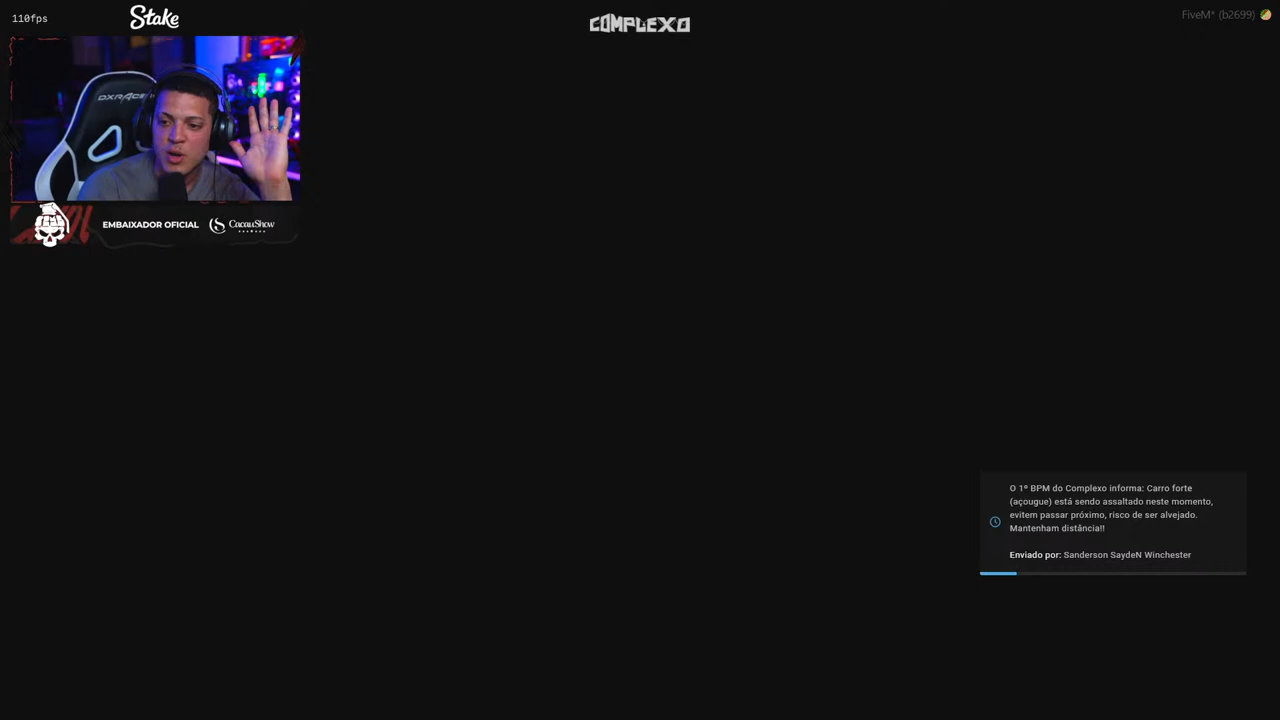 110fps
Stake
COMPLEXO
FiveM* (b2699)
DXRACER
EMBAIXADOR OFICIAL
CacauShow
O 1º BPM do Complexo informa: Carro forte
(açougue) está sendo assaltado neste momento,
evitem passar próximo, risco de ser alvejado.
Mantenham distância!!
Enviado por: Sanderson SaydeN Winchester